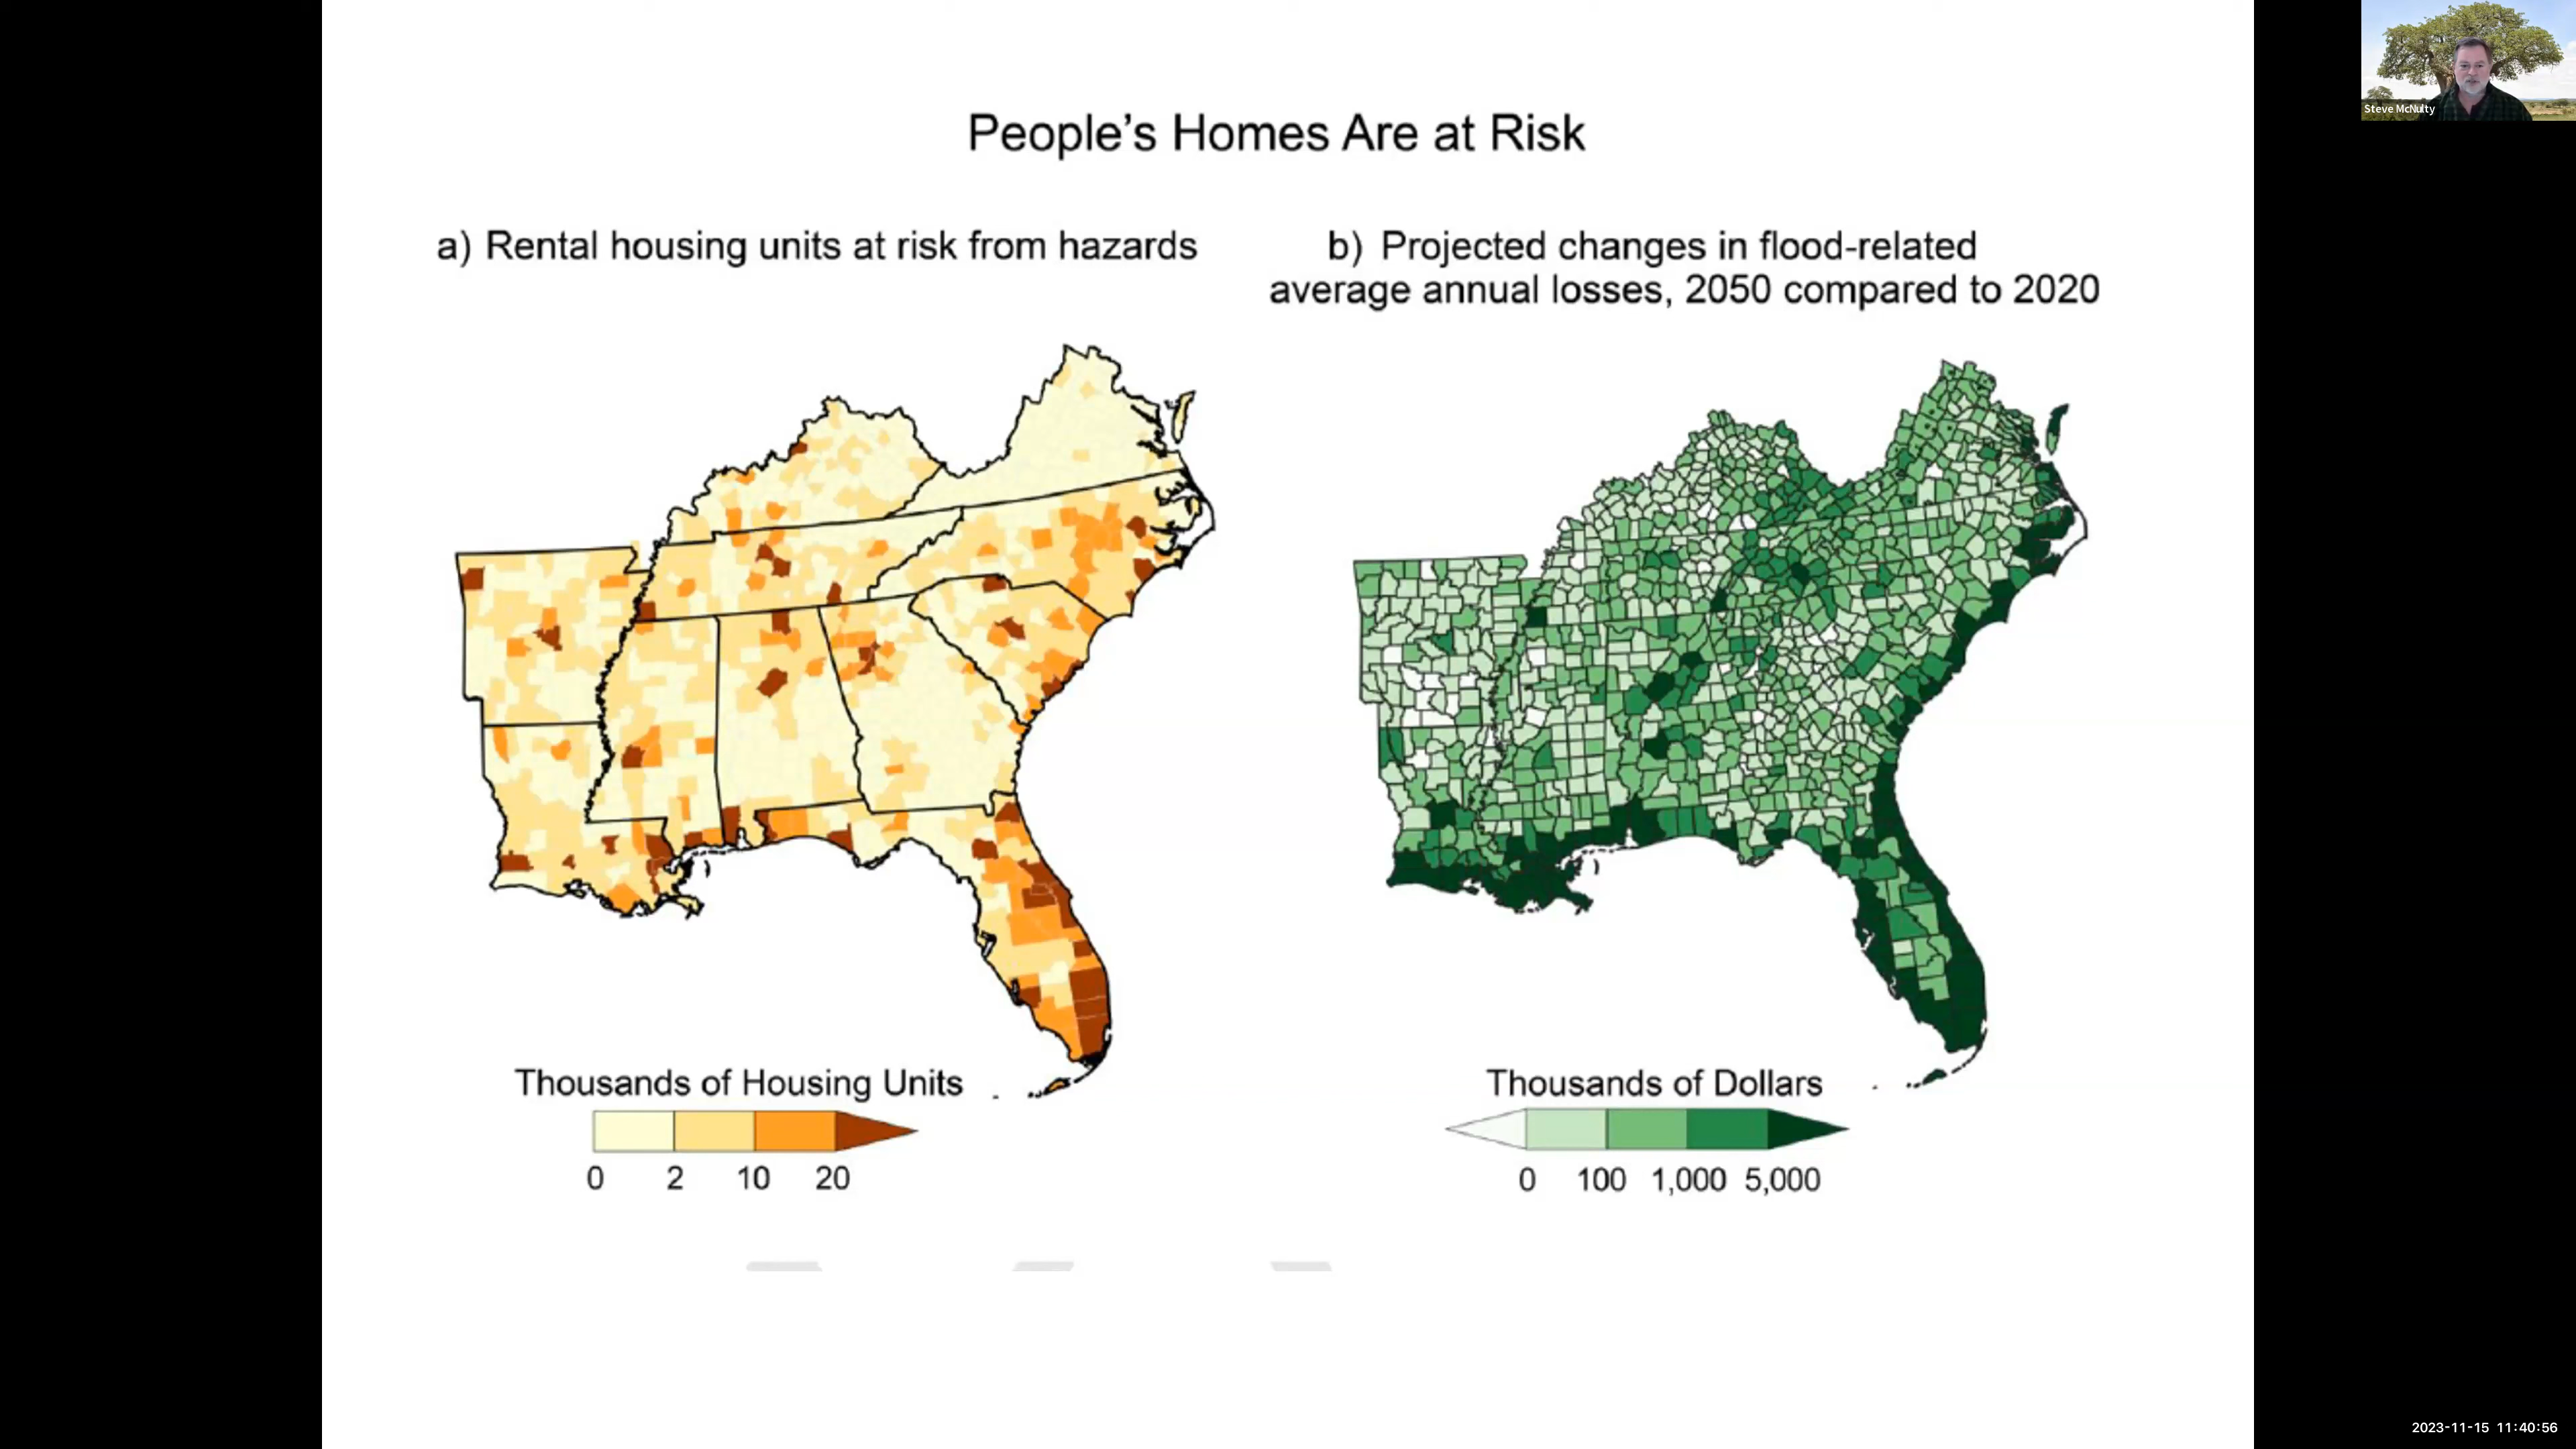 Steve McNulty
People’s Homes Are at Risk
a) Rental housing units at risk from hazards
b) Projected changes in flood-related
average annual losses, 2050 compared to 2020
Thousands of Housing Units
0 2 10 20
Thousands of Dollars
0 100 1,000 5,000
2023-11-15 11:40:56